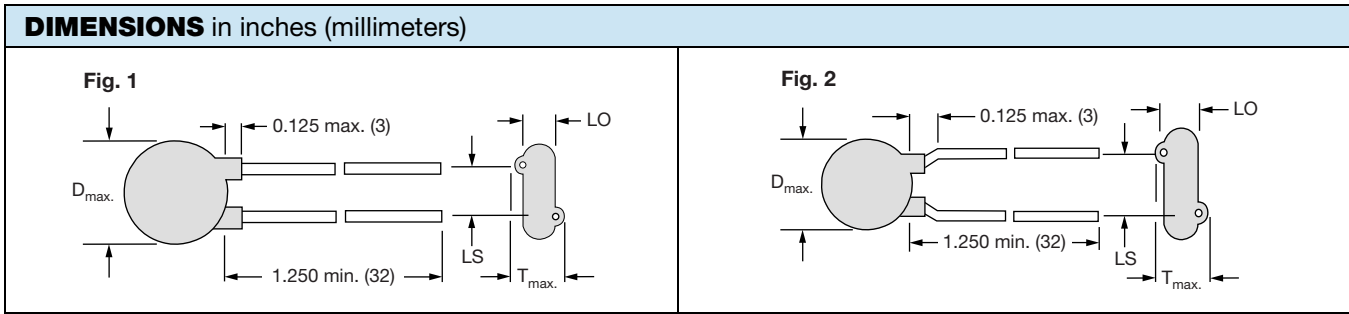 DIMENSIONS in inches (millimeters)
Fig. 1
0.125 max. (3)
LO
Dmax.
LS
1.250 min. (32)
Tmax.
Fig. 2
0.125 max. (3)
LO
Dmax.
1.250 min. (32)
LS
Tmax.